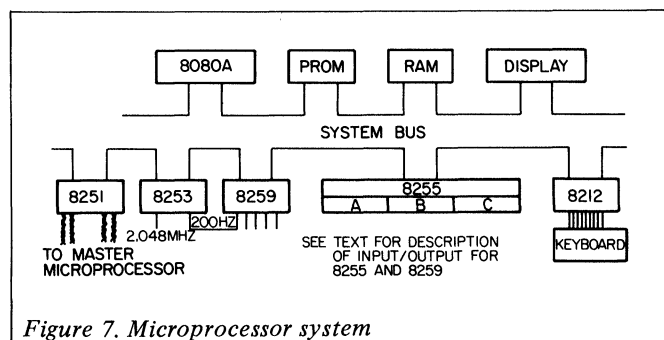 8080A PROM RAM DISPLAY
SYSTEM BUS
8251 8253 8259 8255 8212
A B C
200HZ
2.048MHZ
KEYBOARD
TO MASTER
MICROPROCESSOR
SEE TEXT FOR DESCRIPTION
OF INPUT/OUTPUT FOR
8255 AND 8259
Figure 7. Microprocessor system